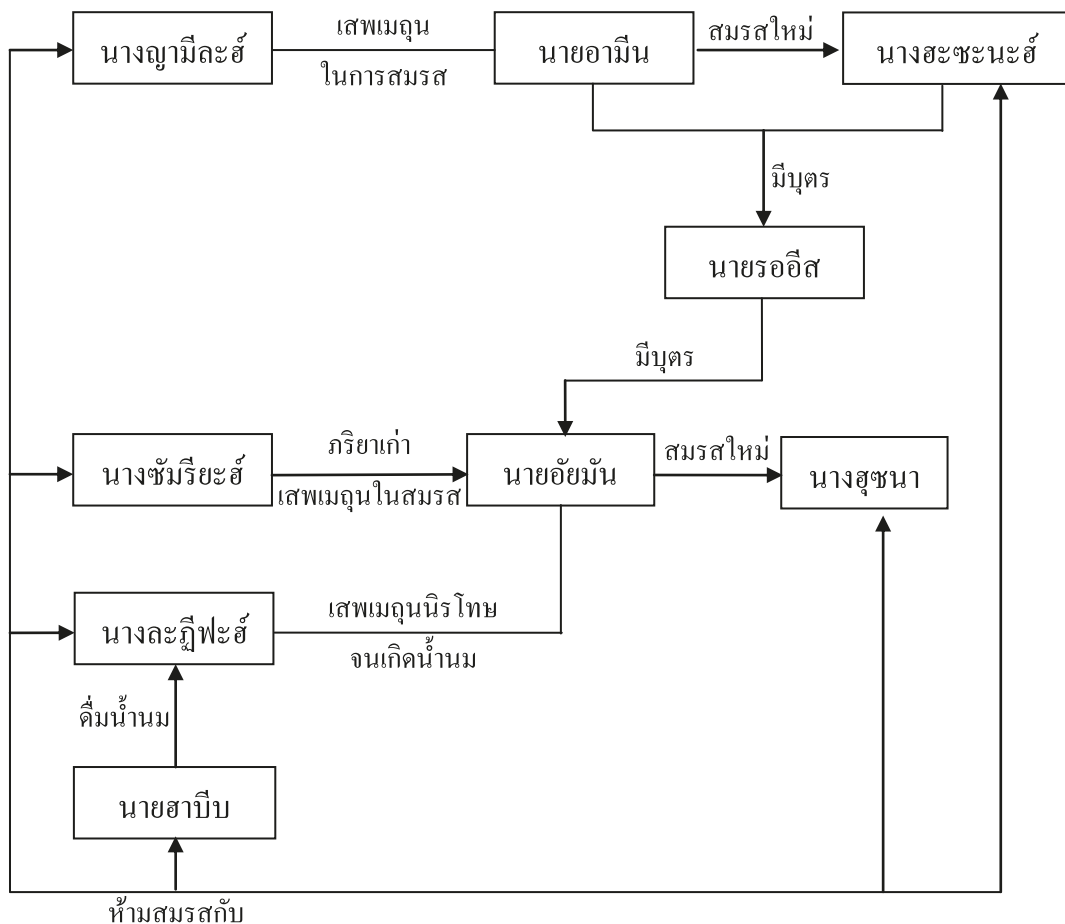 นางญามีละฮ์
เสพเมถุน
ในการสมรส
นายอามีน
สมรสใหม่
นางฮะซะนะฮ์
มีบุตร
นายรออีส
มีบุตร
นางซัมรียะฮ์
ภริยาเก่า
เสพเมถุนในสมรส
นายอัยมัน
สมรสใหม่
นางฮุซนา
นางละฏีฟะฮ์
เสพเมถุนนิรโทษ
จนเกิดน้ำนม
ดื่มน้ำนม
นายฮาบีบ
ห้ามสมรสกับ